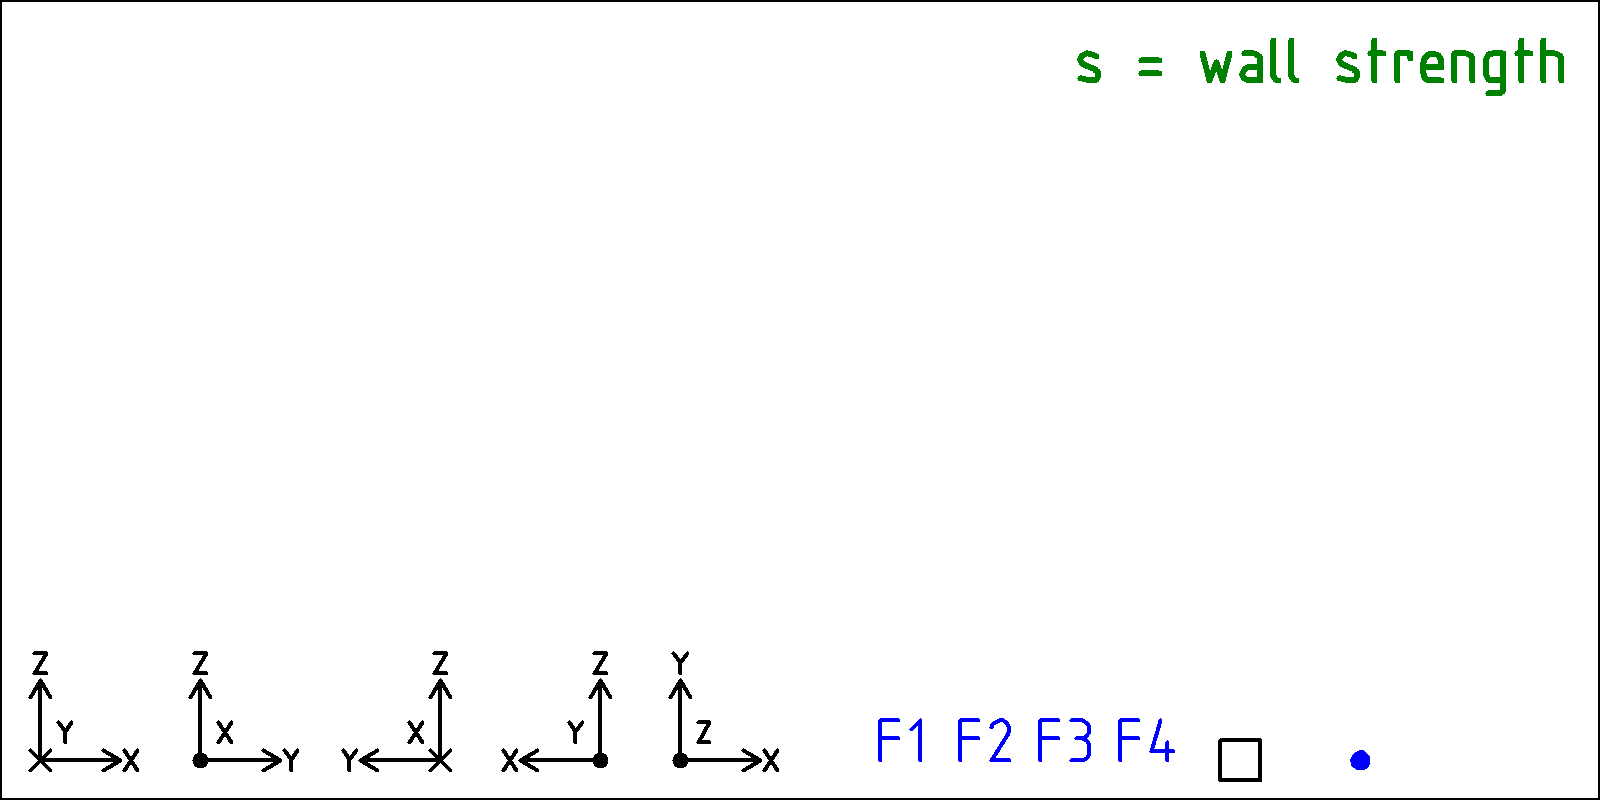 s = wall strength
Z Z Z Z Y
Y X X Y Z
X Y Y X X
F1 F2 F3 F4